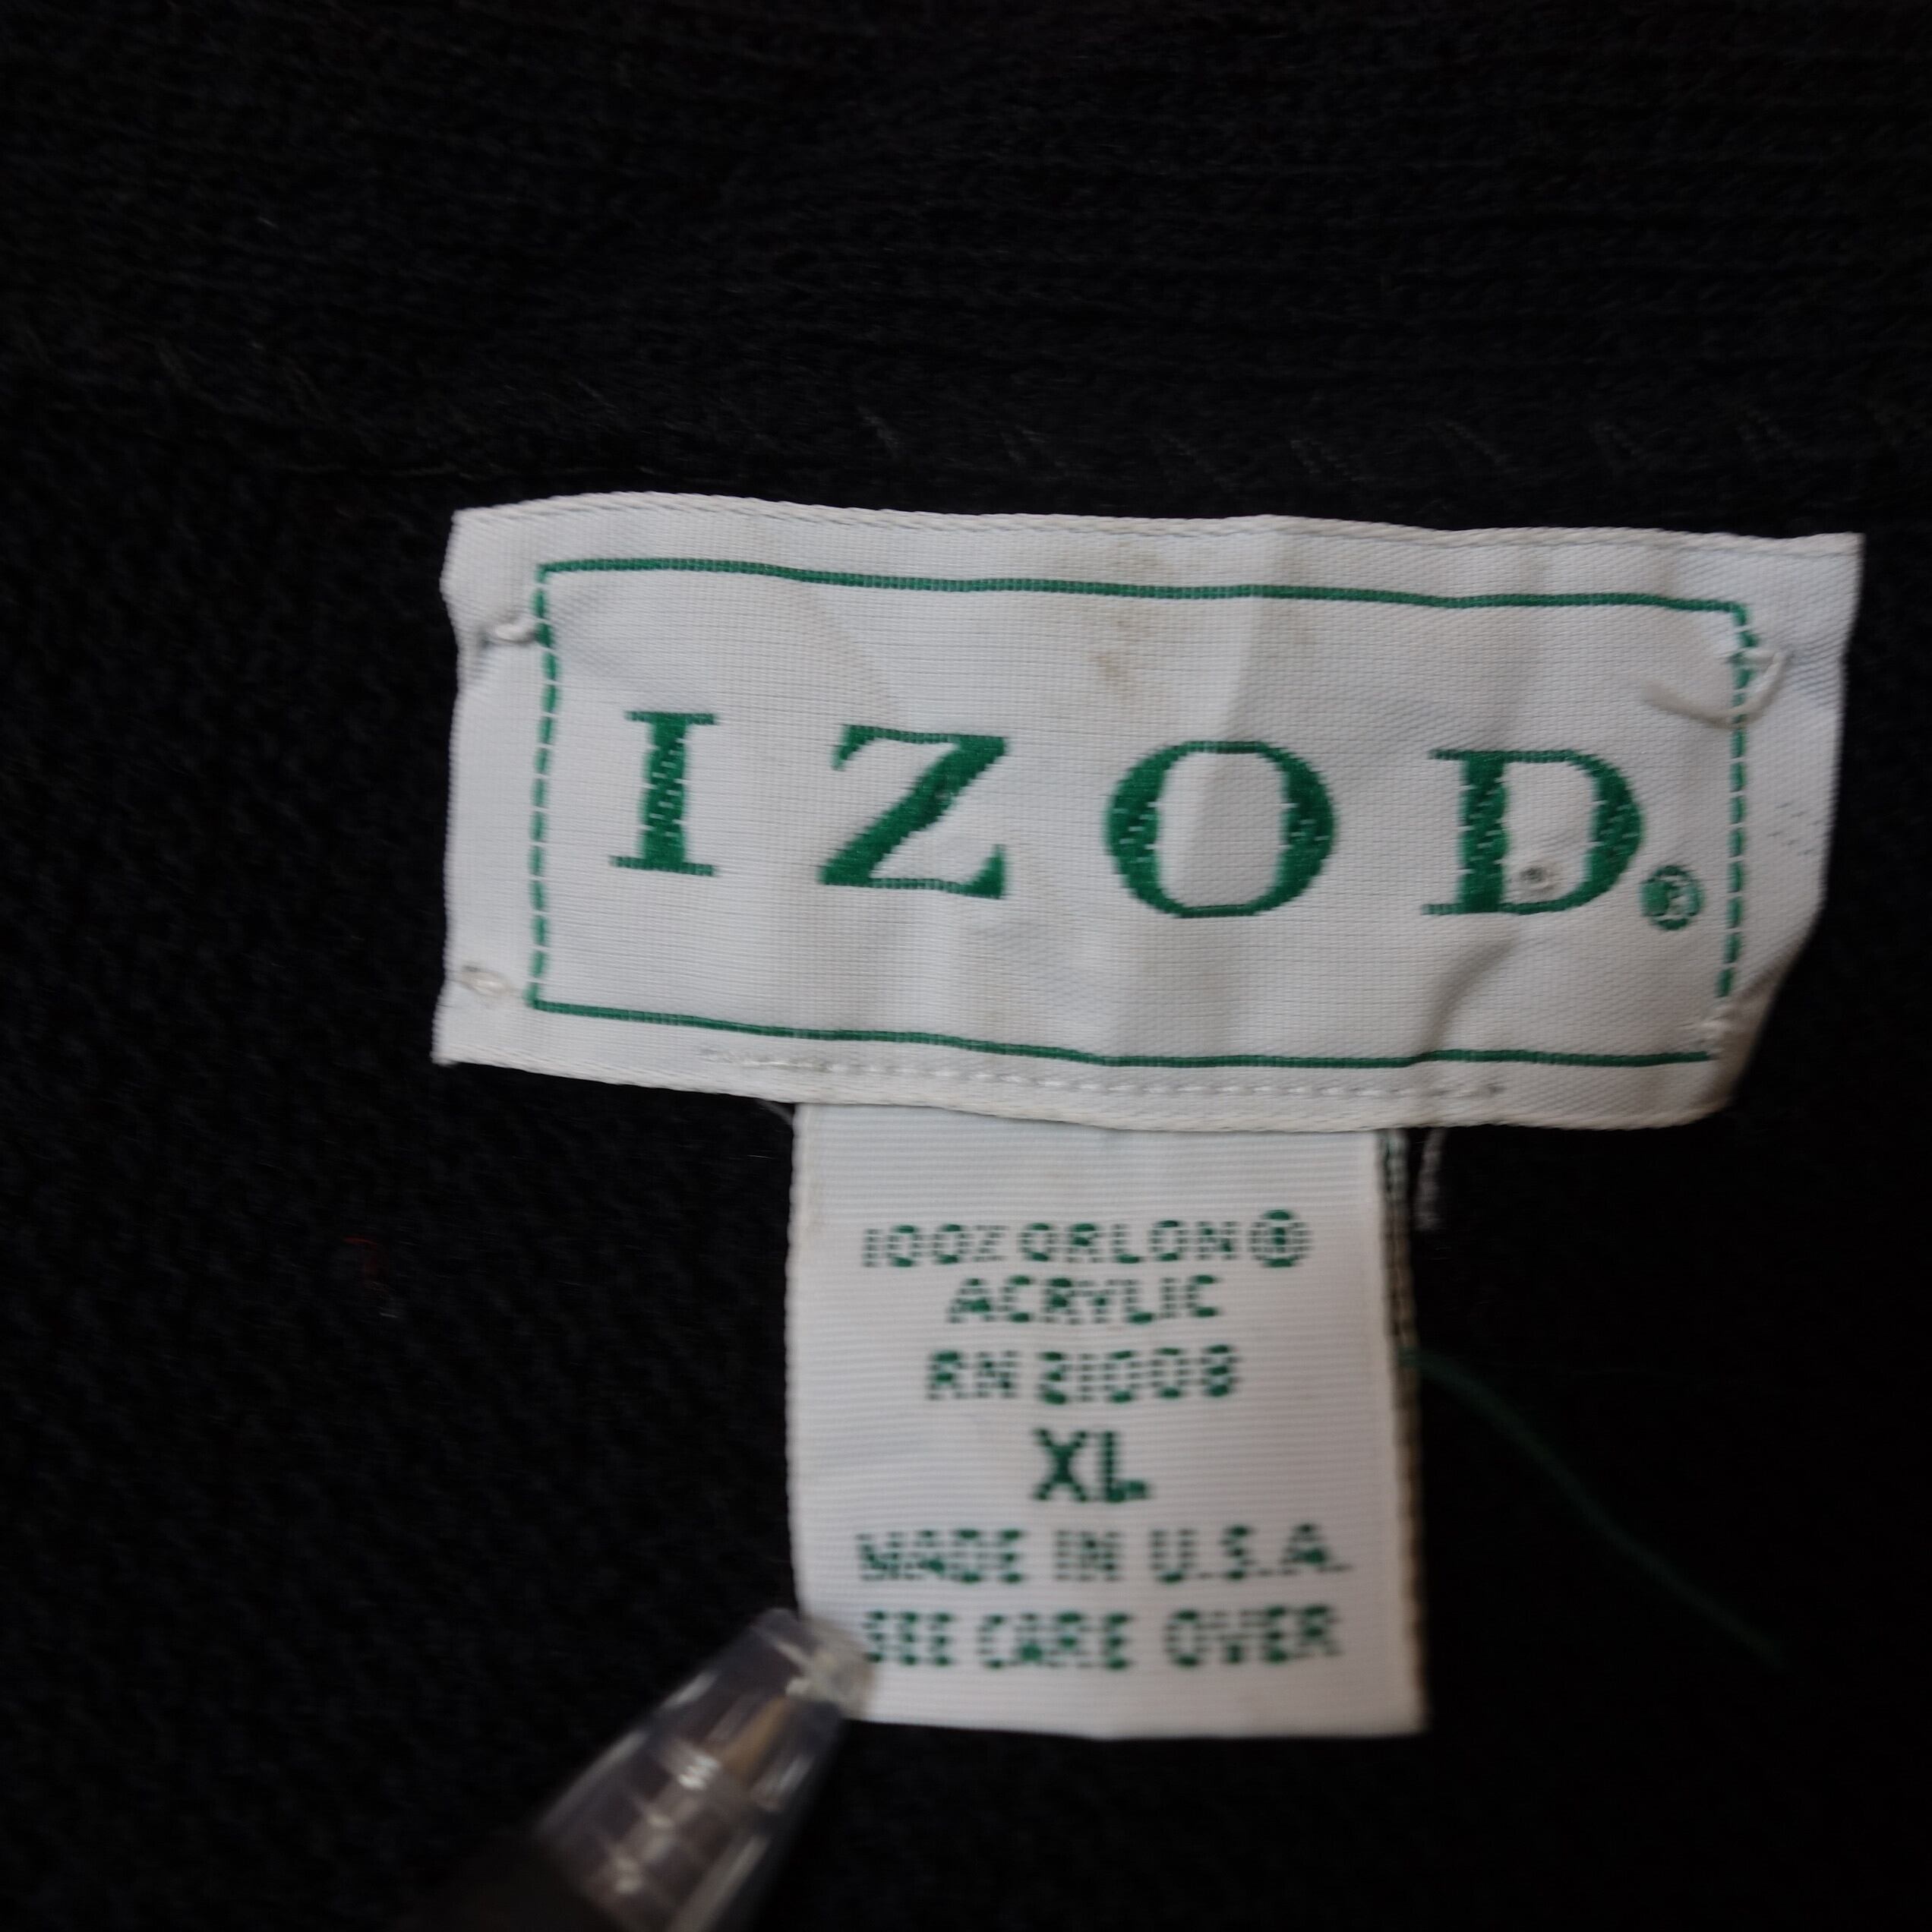 IZOD®
100% ORLON®
ACRYLIC
RN 21008
XL
MADE IN U.S.A.
SEE CARE OVER